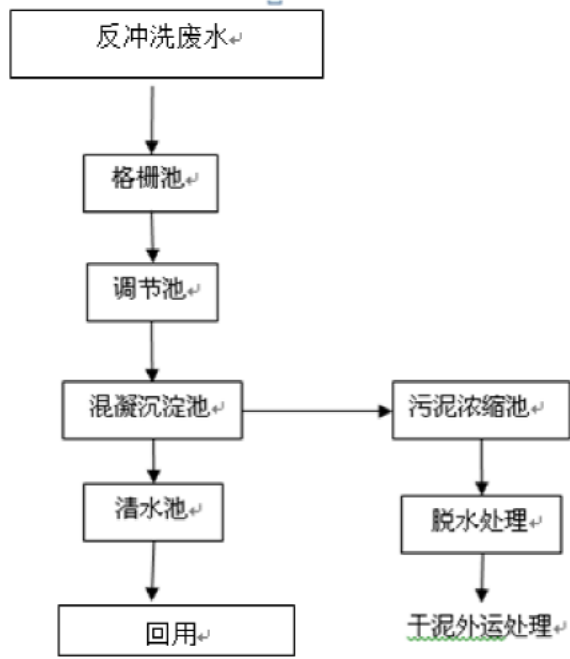 反冲洗废水
格栅池
调节池
混凝沉淀池
污泥浓缩池
清水池
脱水处理
回用
干泥外运处理